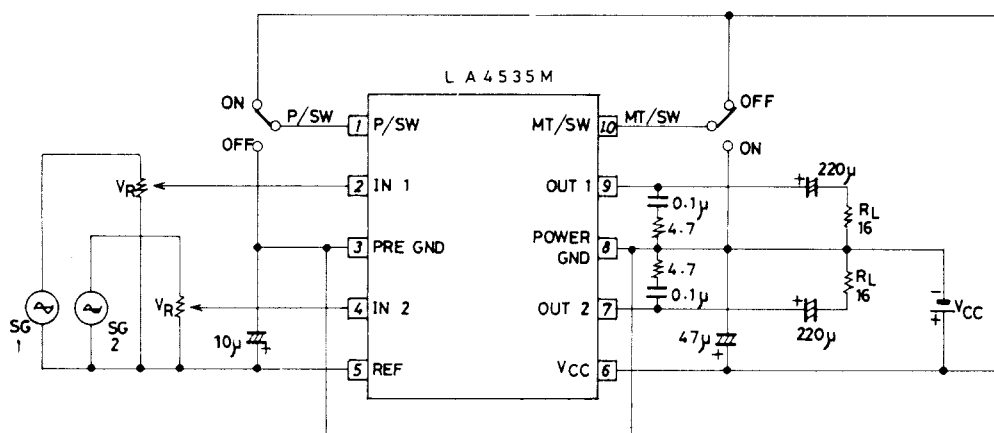 L A4535M
ON
P/SW
OFF
1
P/SW
MT/SW
10
MT/SW
OFF
ON
VR
2
IN 1
OUT 1
9
220μ
+
0.1μ
4.7
RL
16
3
PRE GND
POWER
GND
8
4.7
0.1μ
RL
16
-
VCC
+
SG
1
SG
2
VR
4
IN 2
OUT 2
7
+
220μ
10μ
+
47μ
+
5
REF
VCC
6